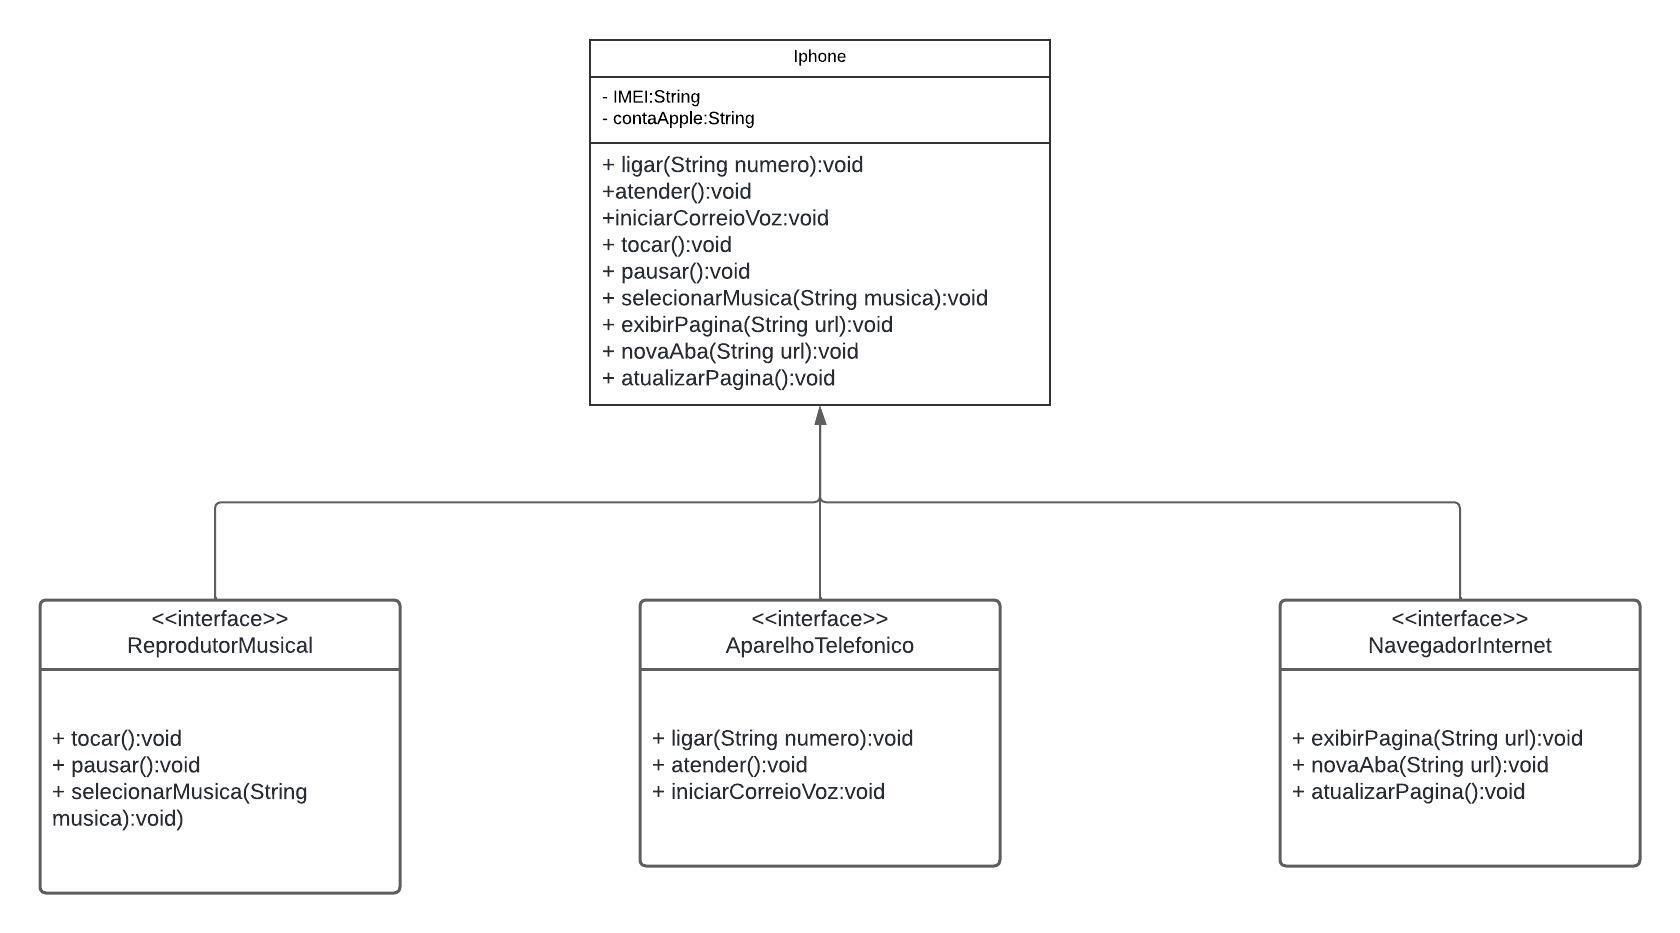 Iphone
- IMEI:String
- contaApple:String
+ ligar(String numero):void
+atender():void
+iniciarCorreioVoz:void
+ tocar():void
+ pausar():void
+ selecionarMusica(String musica):void
+ exibirPagina(String url):void
+ novaAba(String url):void
+ atualizarPagina():void
<<interface>>
ReprodutorMusical
+ tocar():void
+ pausar():void
+ selecionarMusica(String
musica):void)
<<interface>>
AparelhoTelefonico
+ ligar(String numero):void
+ atender():void
+ iniciarCorreioVoz:void
<<interface>>
NavegadorInternet
+ exibirPagina(String url):void
+ novaAba(String url):void
+ atualizarPagina():void